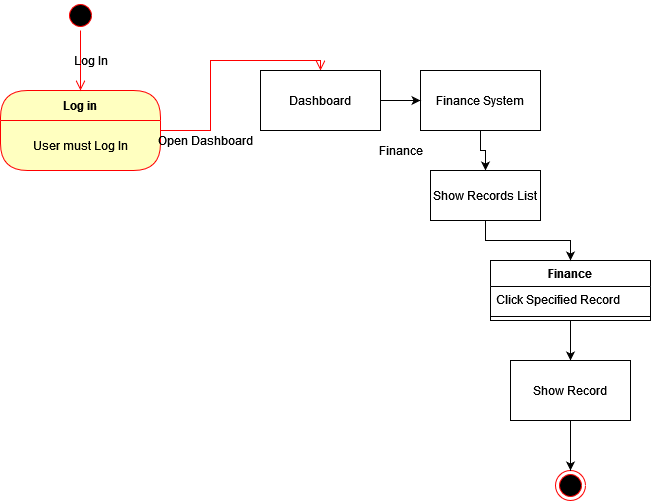 Log In
Log in
User must Log In
Open Dashboard
Dashboard
Finance System
Finance
Show Records List
Finance
Click Specified Record
Show Record